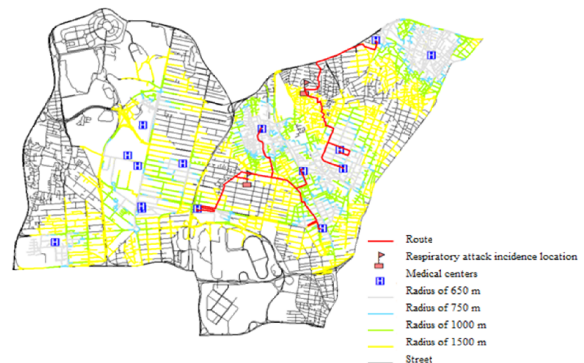 Route
Respiratory attack incidence location
Medical centers
Radius of 650 m
Radius of 750 m
Radius of 1000 m
Radius of 1500 m
Street
H
H
H
H
H
H
H
H
H
H
H
H
H
H